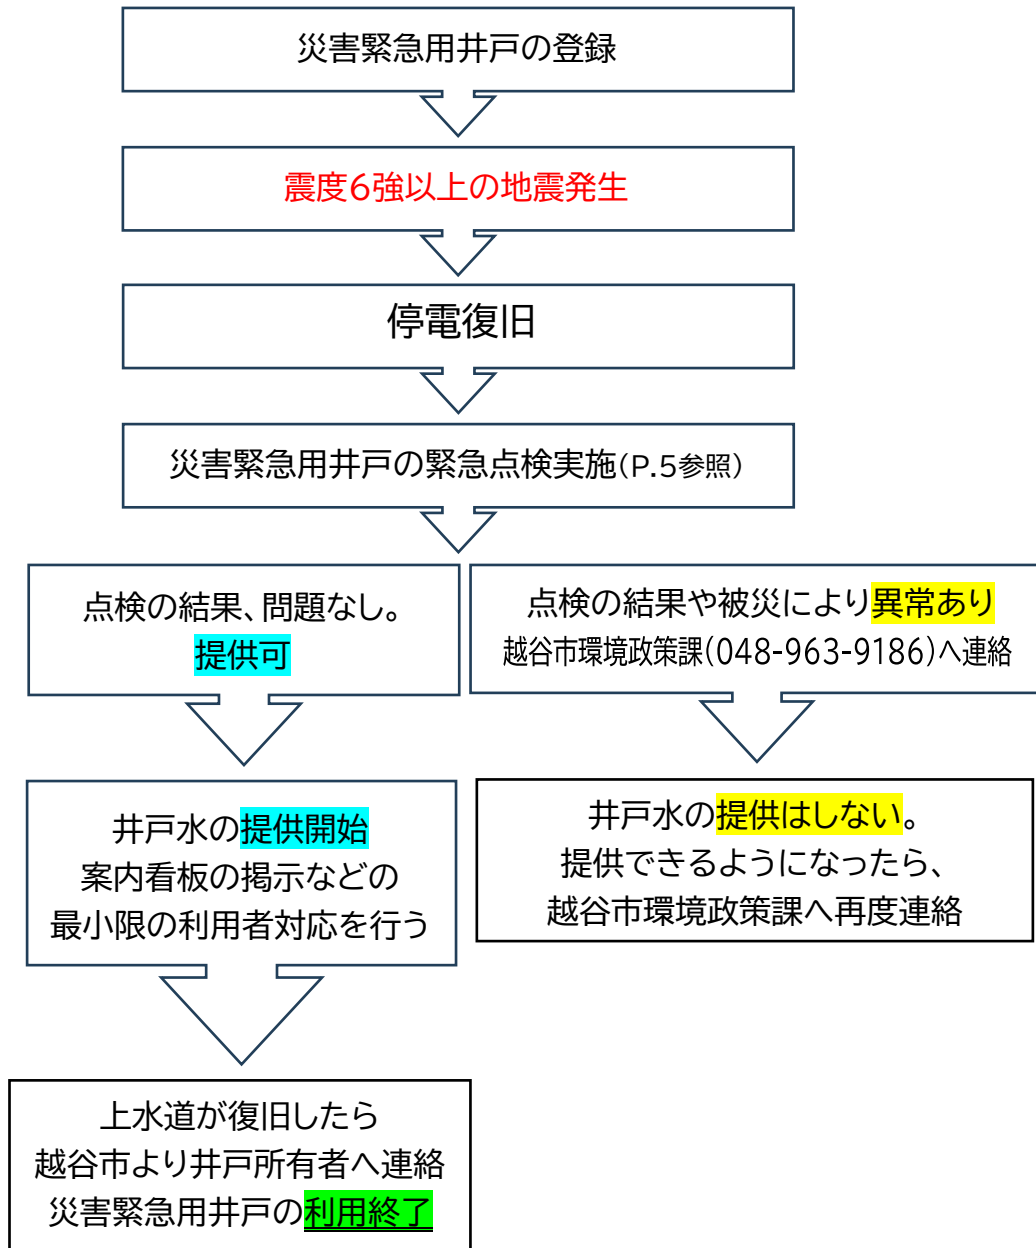 災害緊急用井戸の登録
震度6強以上の地震発生
停電復旧
災害緊急用井戸の緊急点検実施(P.5参照)
点検の結果、問題なし。
提供可
点検の結果や被災により異常あり
越谷市環境政策課(048-963-9186)へ連絡
井戸水の提供開始
案内看板の掲示などの
最小限の利用者対応を行う
井戸水の提供はしない。
提供できるようになったら、
越谷市環境政策課へ再度連絡
上水道が復旧したら
越谷市より井戸所有者へ連絡
災害緊急用井戸の利用終了